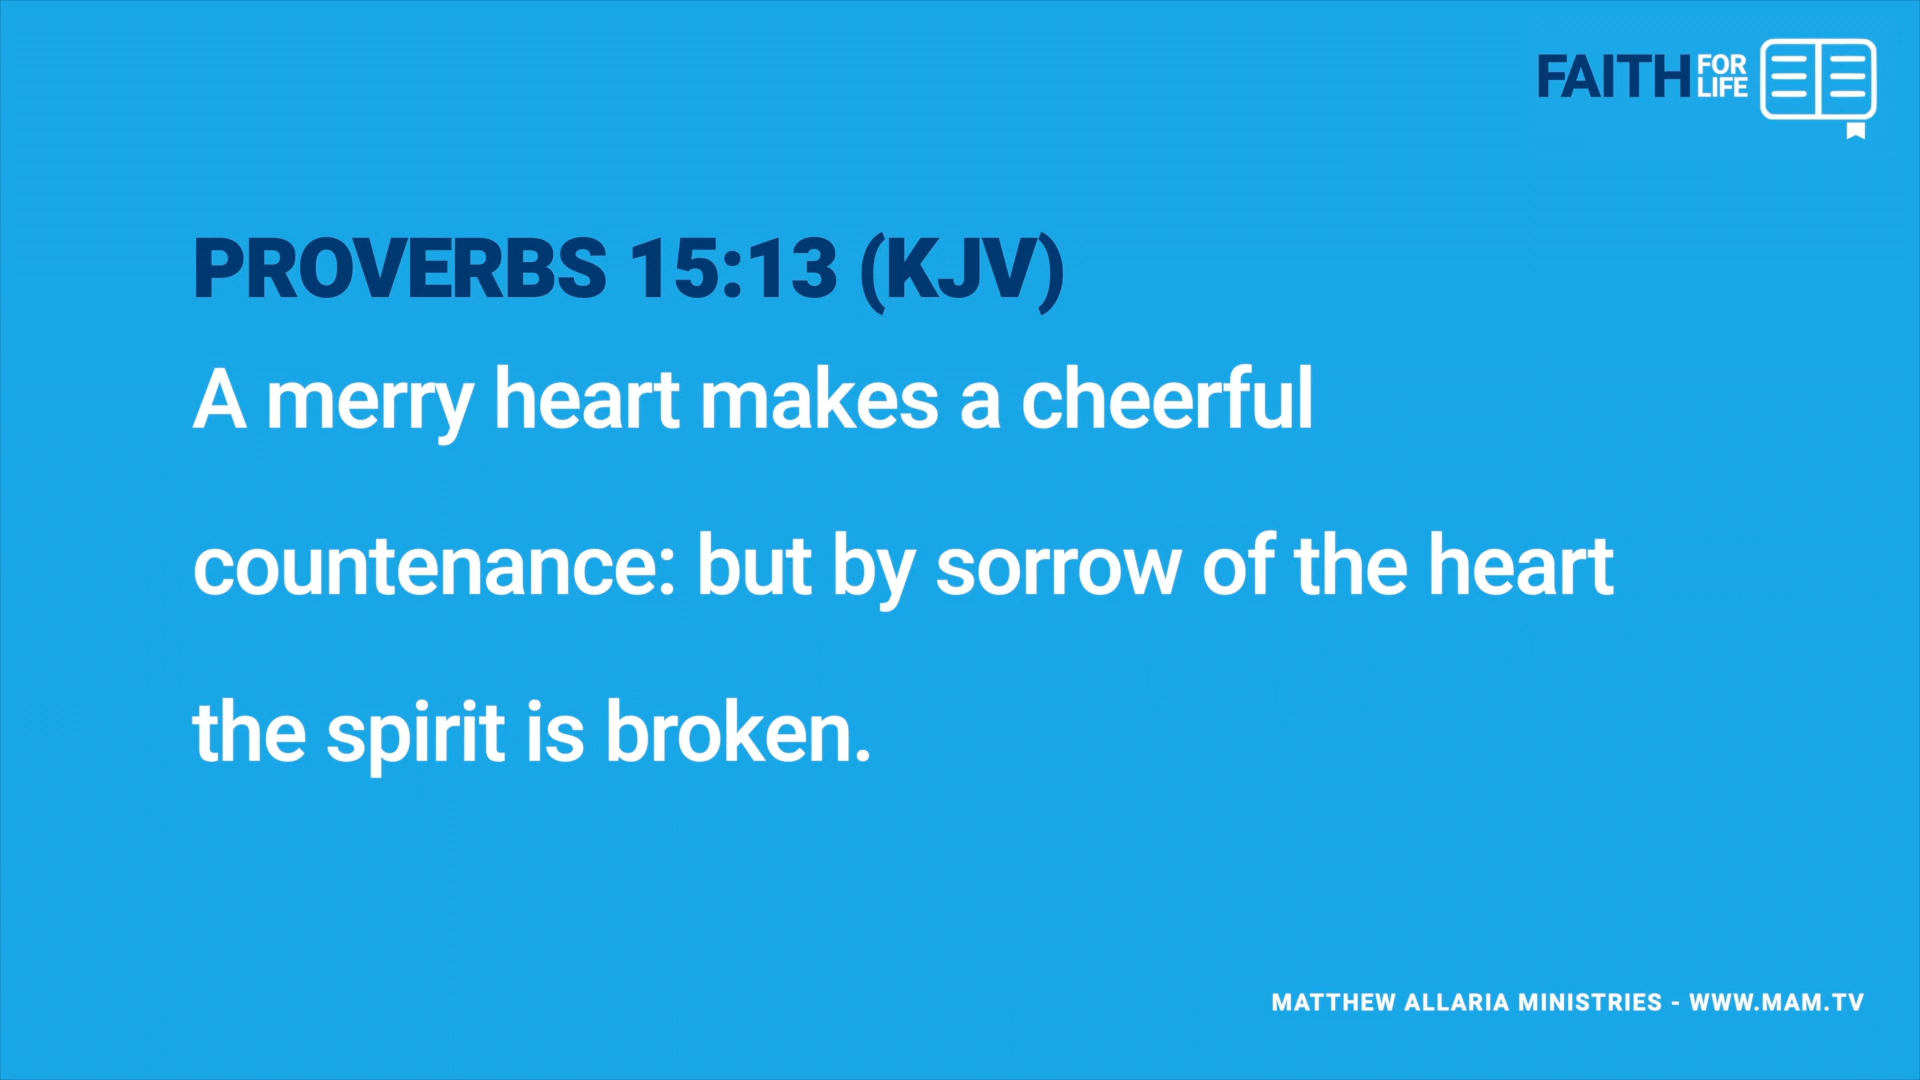 FAITH FOR LIFE
PROVERBS 15:13 (KJV)
A merry heart makes a cheerful
countenance: but by sorrow of the heart
the spirit is broken.
MATTHEW ALLARIA MINISTRIES - WWW.MAM.TV